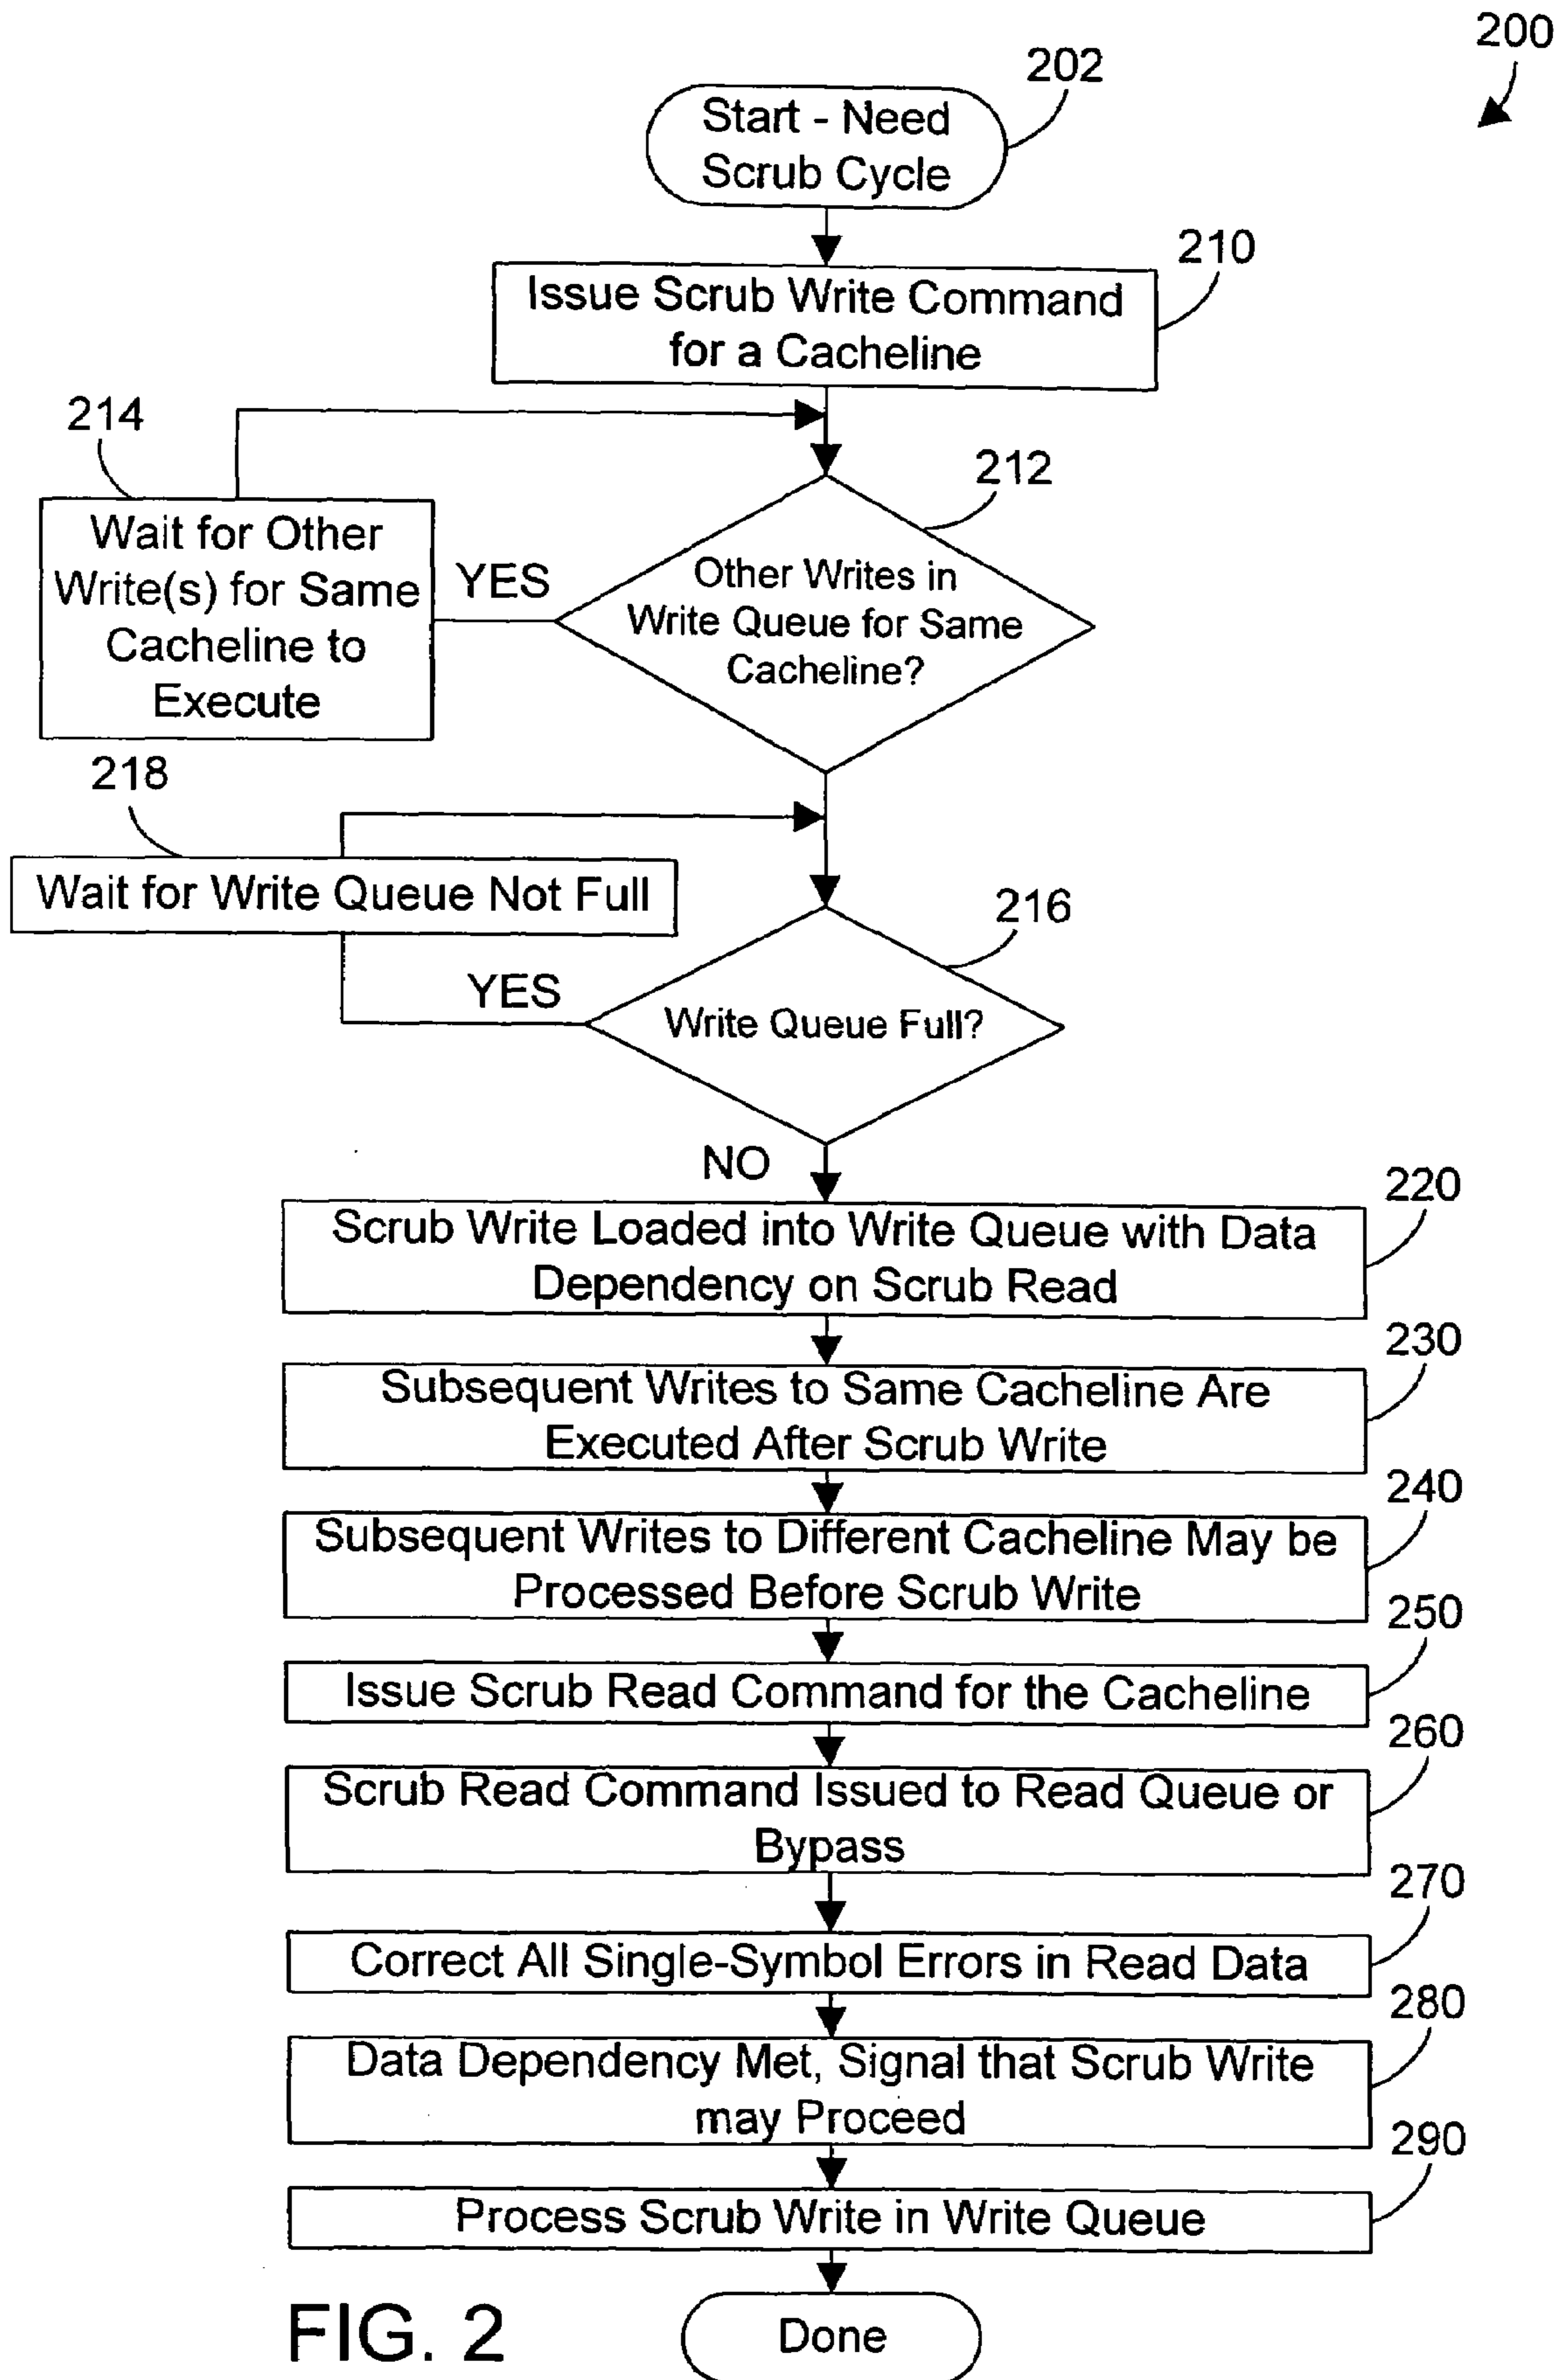 200
202
Start - Need
Scrub Cycle
210
Issue Scrub Write Command
for a Cacheline
214
212
Wait for Other
Write(s) for Same
Cacheline to
Execute
YES
Other Writes in
Write Queue for Same
Cacheline?
218
Wait for Write Queue Not Full
216
YES
Write Queue Full?
NO
220
Scrub Write Loaded into Write Queue with Data
Dependency on Scrub Read
230
Subsequent Writes to Same Cacheline Are
Executed After Scrub Write
240
Subsequent Writes to Different Cacheline May be
Processed Before Scrub Write
250
Issue Scrub Read Command for the Cacheline
260
Scrub Read Command Issued to Read Queue or
Bypass
270
Correct All Single-Symbol Errors in Read Data
280
Data Dependency Met, Signal that Scrub Write
may Proceed
290
Process Scrub Write in Write Queue
FIG. 2
Done